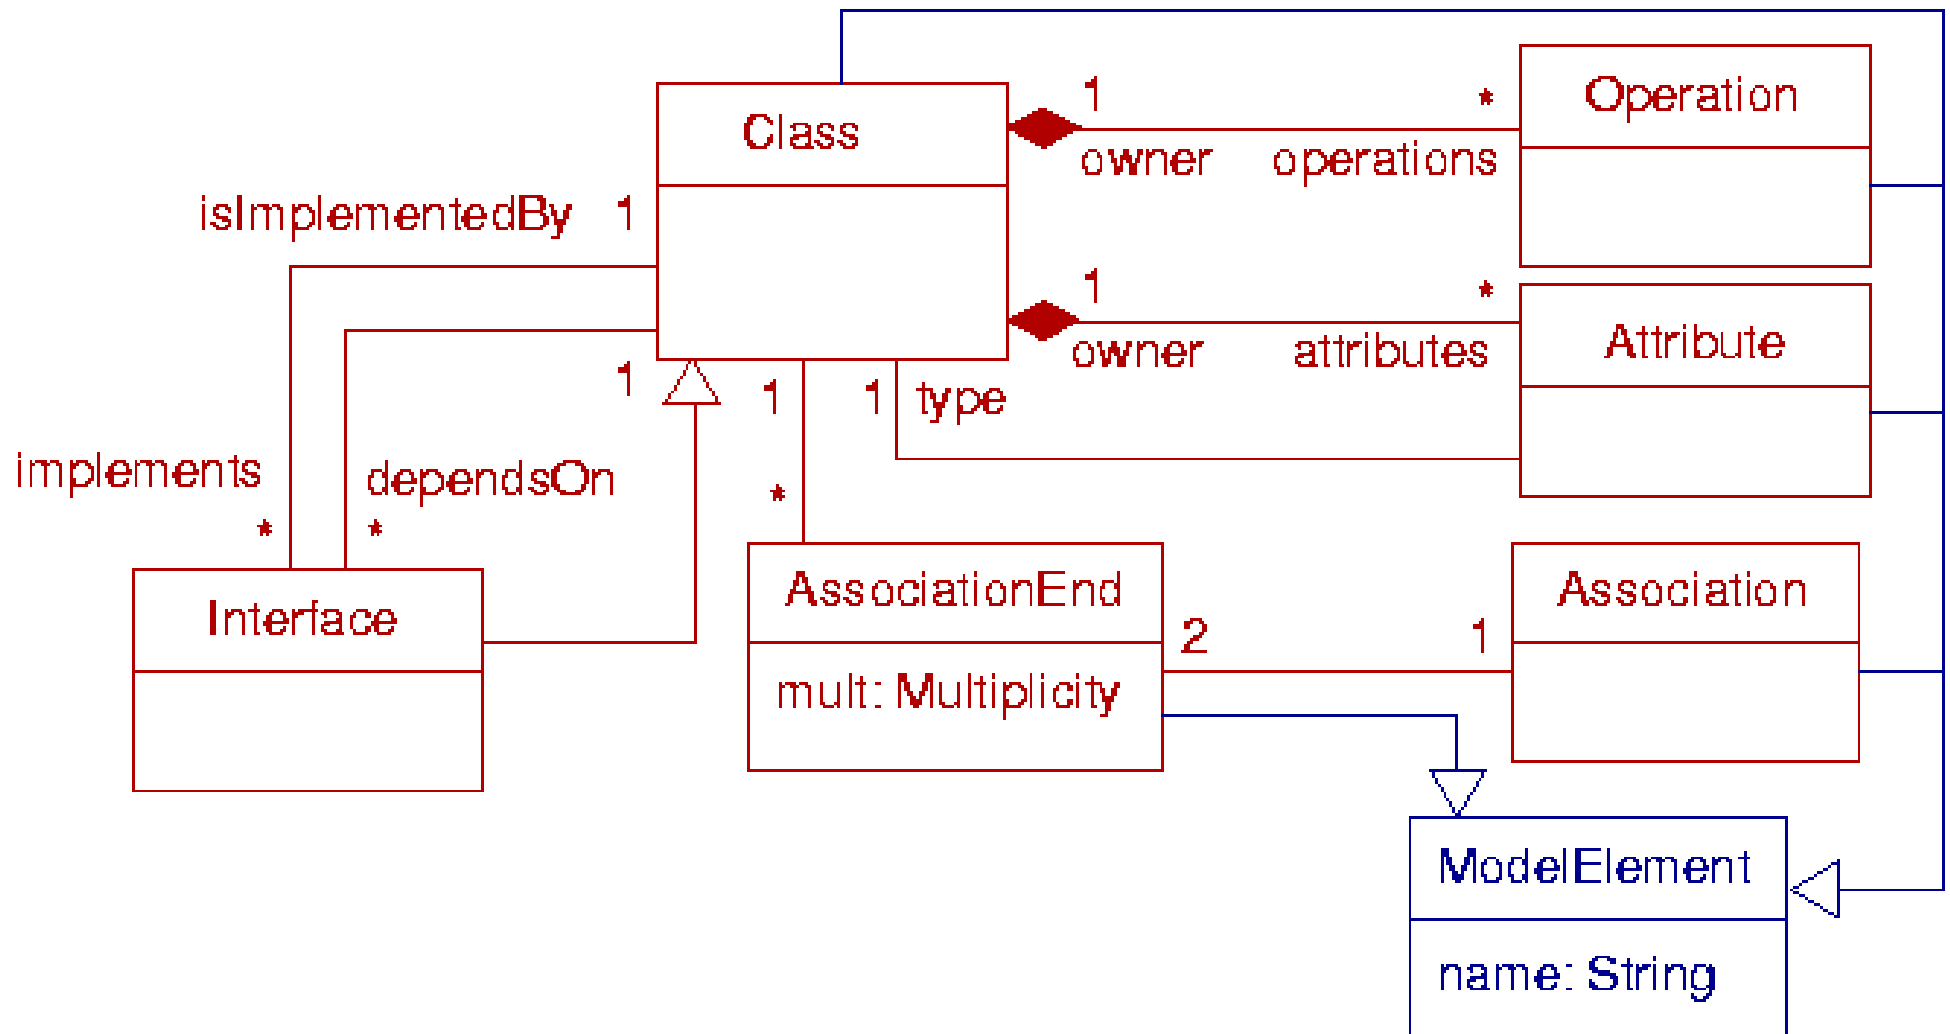 1
*
Operation
Class
owner
operations
isImplementedBy
1
1
*
owner
attributes
Attribute
1
1
1
type
implements
dependsOn
*
*
*
AssociationEnd
Association
Interface
2
1
mult: Multiplicity
ModelElement
name: String